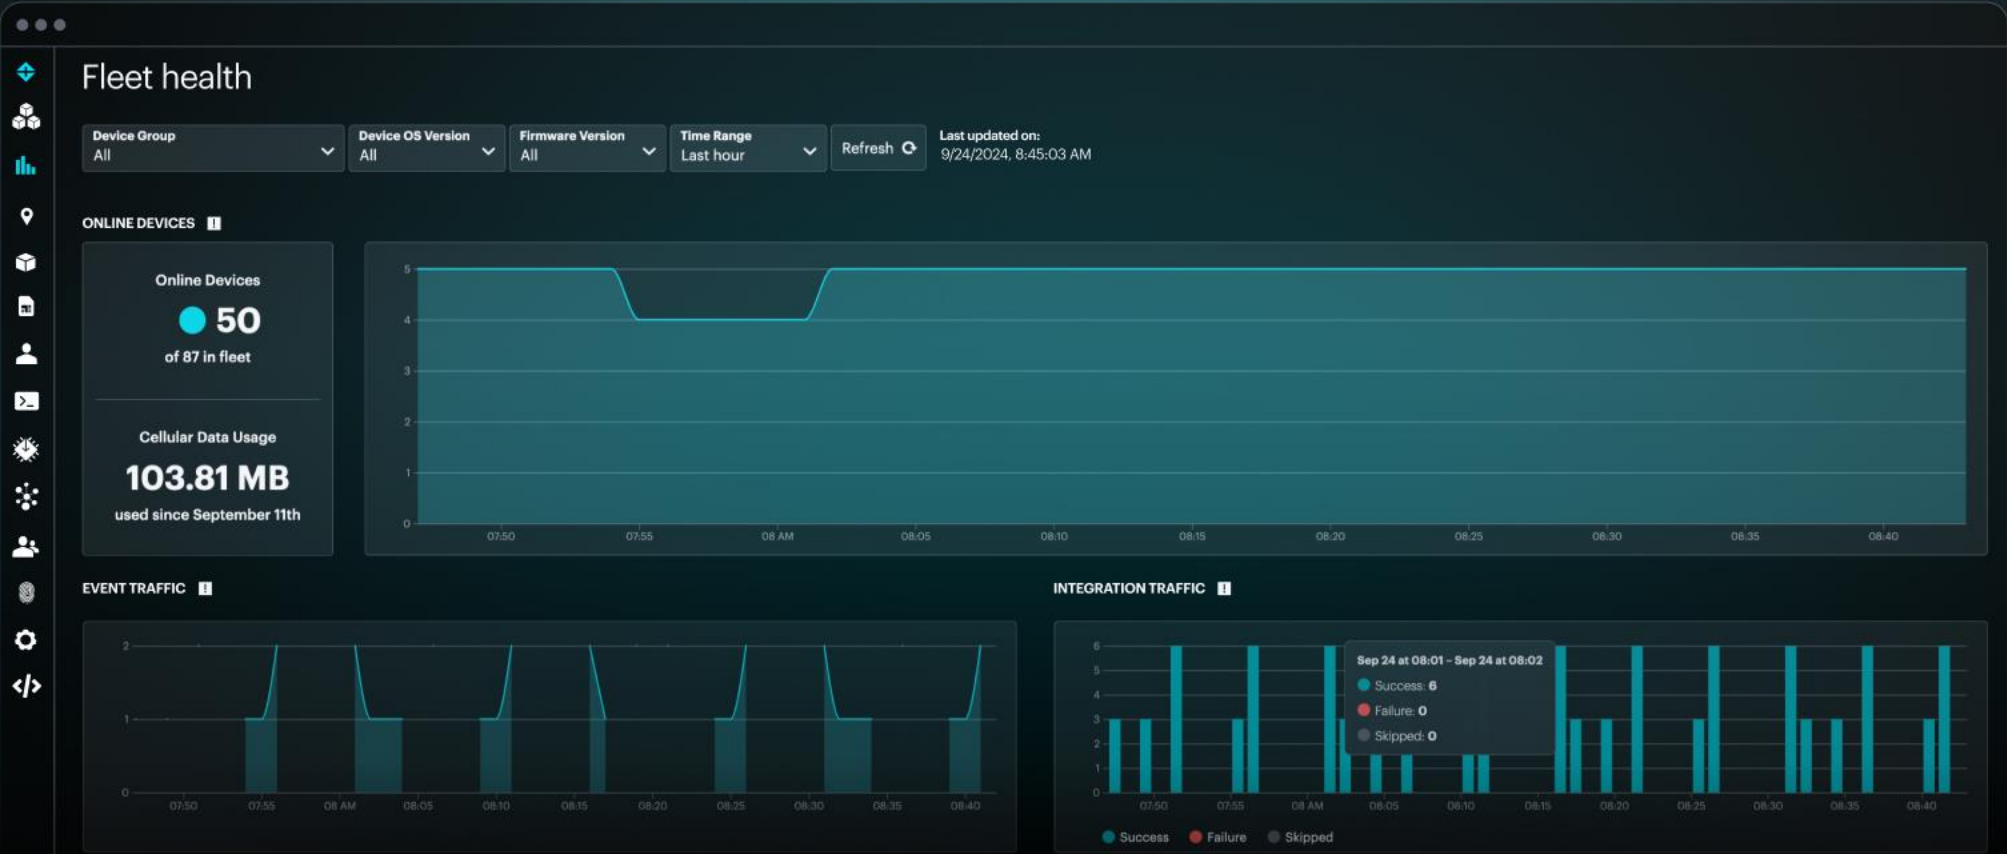 Fleet health
Device Group
All
Device OS Version
All
Firmware Version
All
Time Range
Last hour
Refresh
Last updated on:
9/24/2024, 8:45:03 AM
ONLINE DEVICES !
Online Devices
50
of 87 in fleet
Cellular Data Usage
103.81 MB
used since September 11th
5
4
3
2
1
0
07:50 07:55 08 AM 08:05 08:10 08:15 08:20 08:25 08:30 08:35 08:40
EVENT TRAFFIC !
2
1
0
07:50 07:55 08 AM 08:05 08:10 08:15 08:20 08:25 08:30 08:35 08:40
INTEGRATION TRAFFIC !
6
5
4
3
2
1
0
Sep 24 at 08:01 - Sep 24 at 08:02
Success: 6
Failure: 0
Skipped: 0
07:50 07:55 08 AM 08:05 08:10 08:15 08:20 08:25 08:30 08:35 08:40
Success Failure Skipped